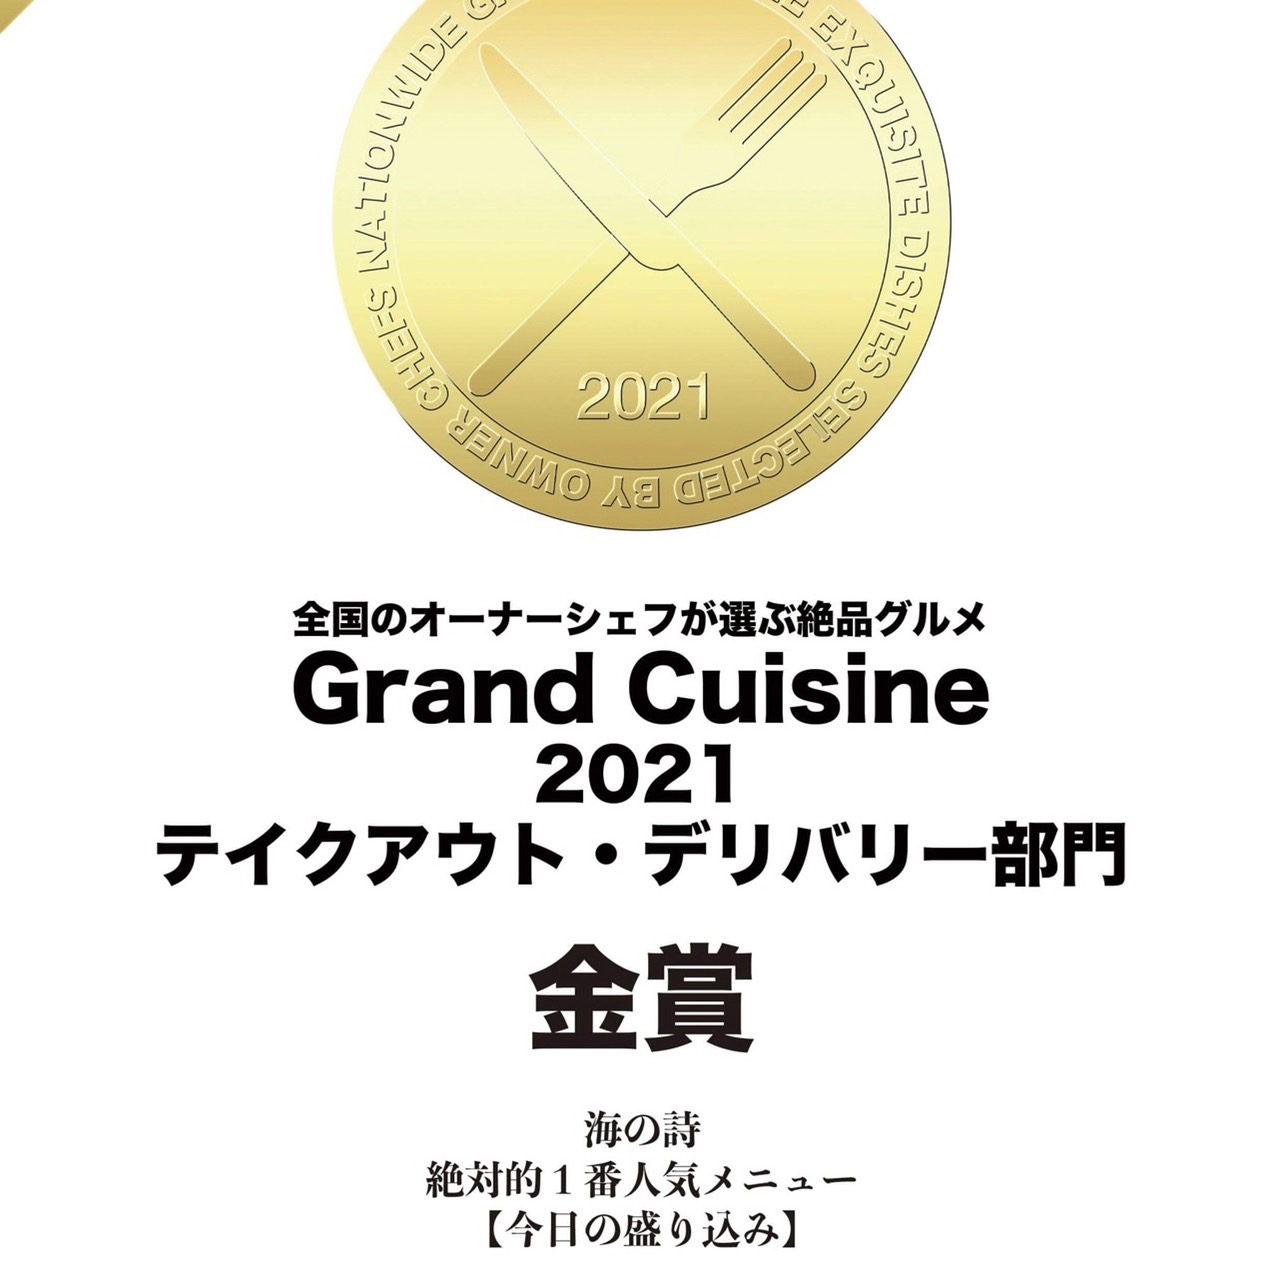 NATIONWIDE
EXQUISITE DISHES SELECTED BY OWNER CHEFS
2021
全国のオーナーシェフが選ぶ絶品グルメ
Grand Cuisine
2021
テイクアウト・デリバリー部門
金賞
海の詩
絶対的1番人気メニュー
【今日の盛り込み】